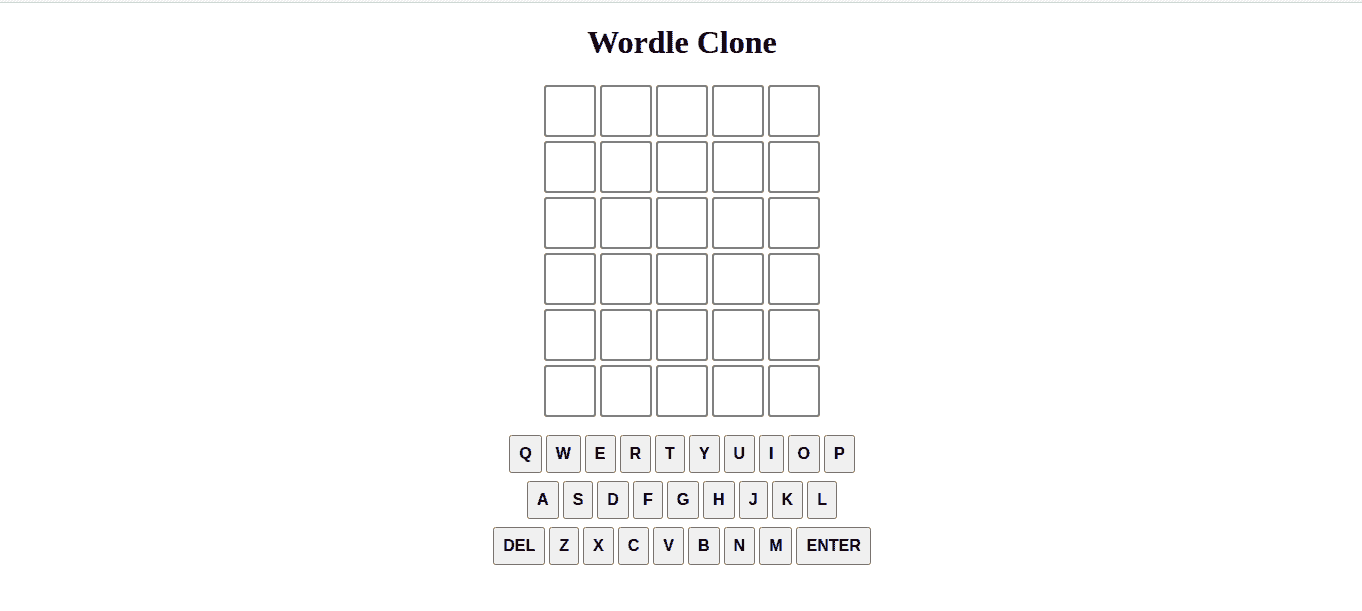 Wordle Clone
Q W E R T Y U I O P
A S D F G H J K L
DEL Z X C V B N M ENTER